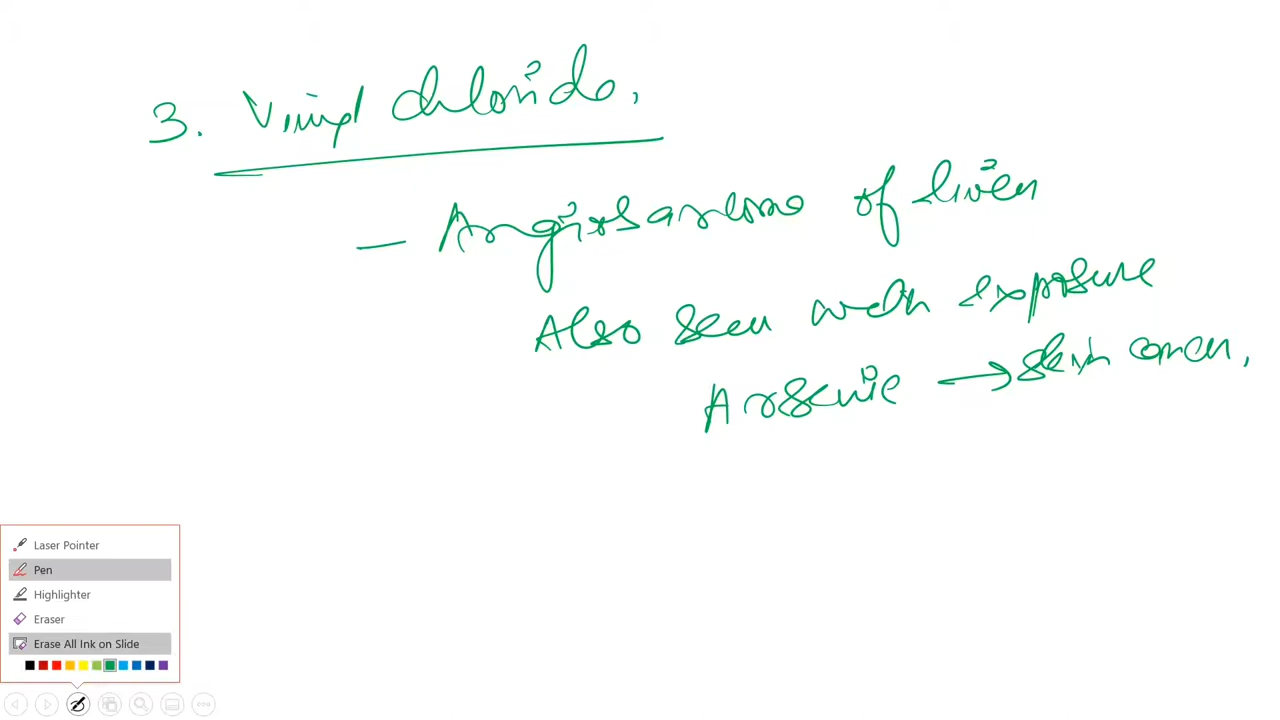 3. Vinyl chloride,
— Angiosarcoma of liver
Also seen with exposure
Arsenic → skin cancer,
Laser Pointer
Pen
Highlighter
Eraser
Erase All Ink on Slide